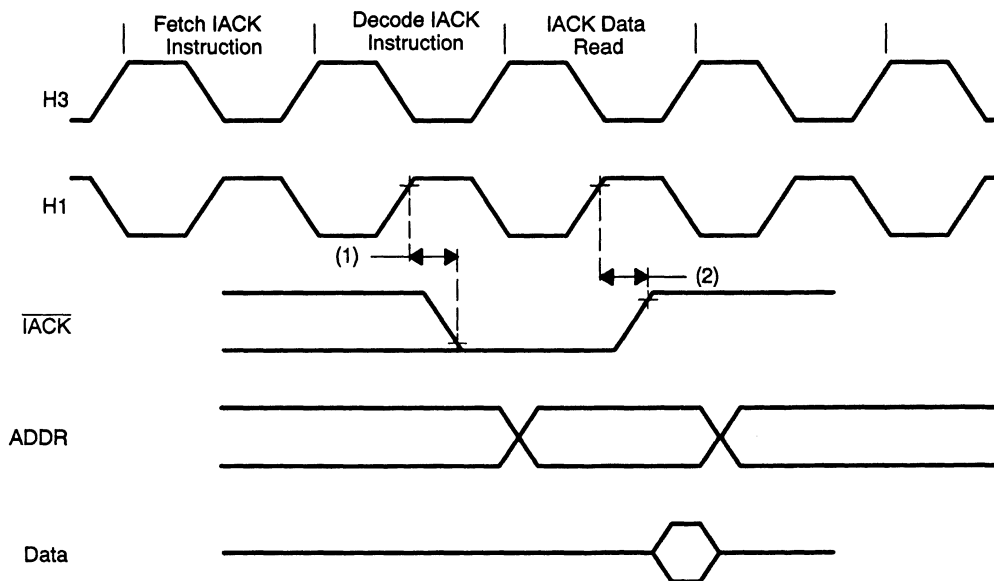 Fetch IACK
Instruction
Decode IACK
Instruction
IACK Data
Read
H3
H1
(1)
(2)
IACK
ADDR
Data